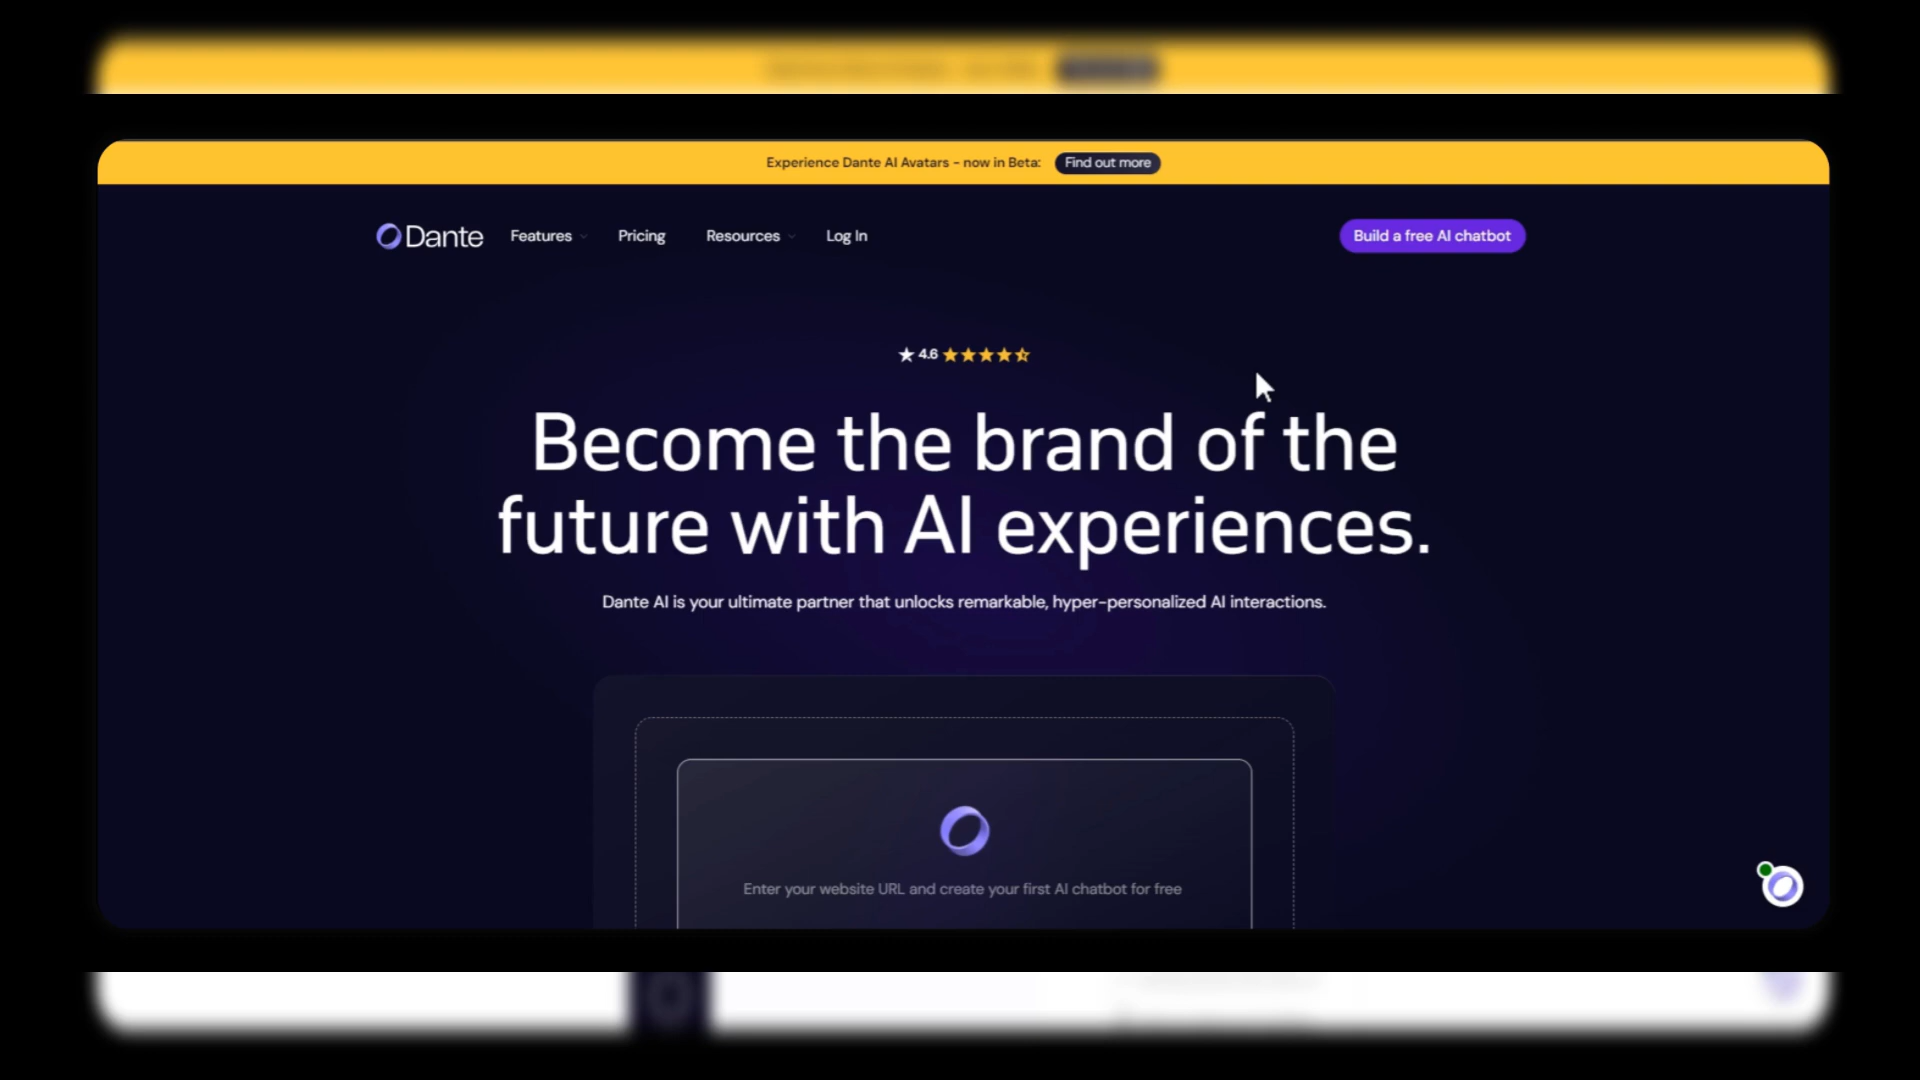 Experience Dante AI Avatars - now in Beta: Find out more
Dante Features Pricing Resources Log In Build a free AI chatbot
4.6
Become the brand of the
future with AI experiences.
Dante AI is your ultimate partner that unlocks remarkable, hyper-personalized AI interactions.
Enter your website URL and create your first AI chatbot for free